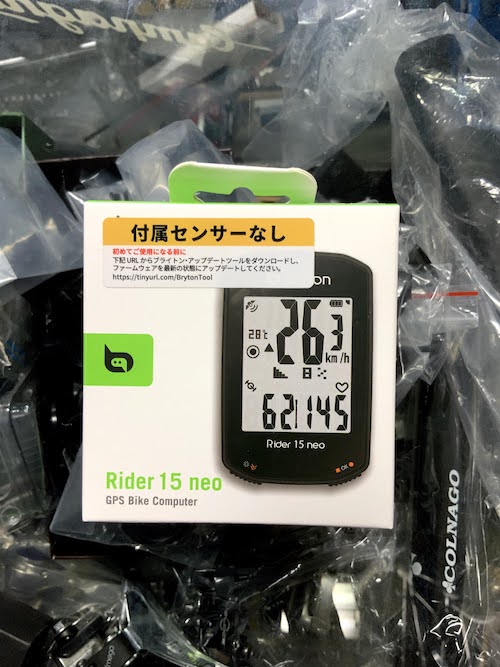 付属センサーなし
初めてご使用になる前に
下記URLからブライトン・アップデートツールをダウンロードし、
ファームウェアを最新の状態にアップデートしてください。
https://tinyurl.com/BrytonTool
on
28℃
26.3
km/h
62 145
Rider 15 neo
OK
Rider 15 neo
GPS Bike Computer
COLNAGO